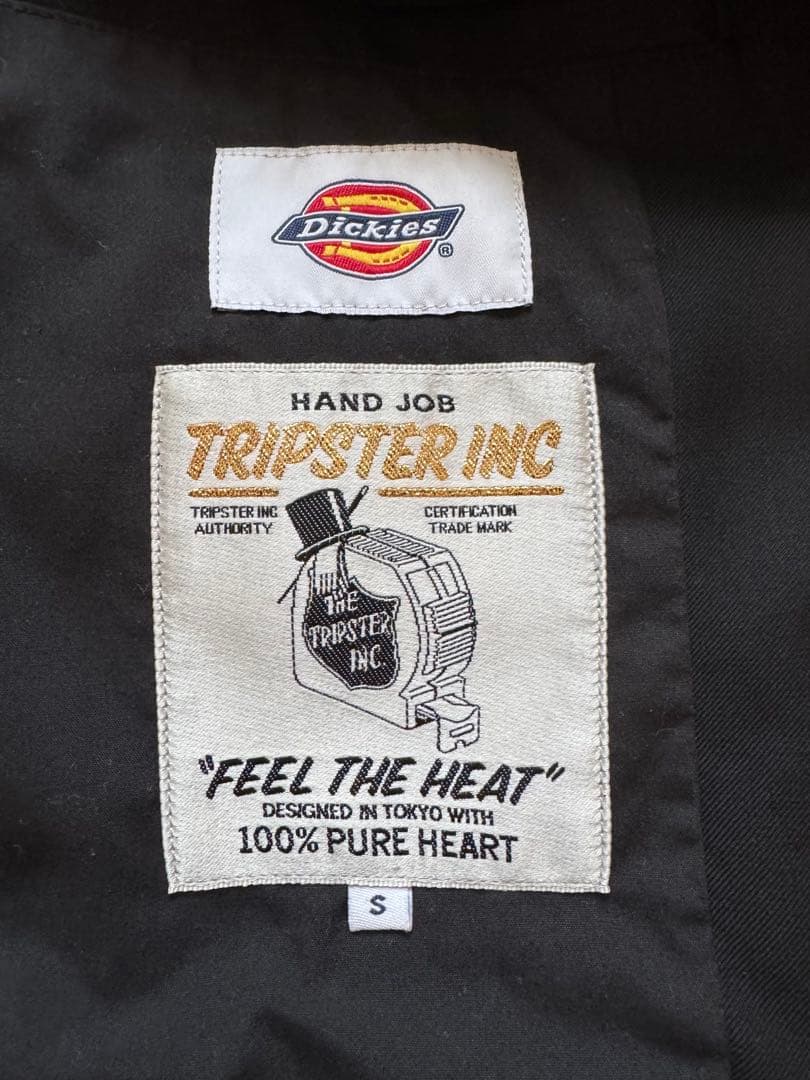 Dickies®
HAND JOB
TRIPSTER INC
TRIPSTER INC
AUTHORITY
CERTIFICATION
TRADE MARK
THE
TRIPSTER
INC.
"FEEL THE HEAT"
DESIGNED IN TOKYO WITH
100% PURE HEART
S